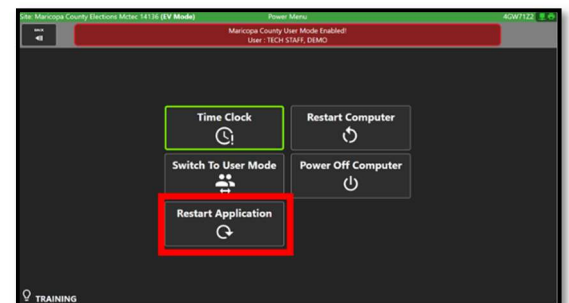 Site: Maricopa County Elections Mctec 14136 (EV Mode) Power Menu 4GW71Z2
BACK
Maricopa County User Mode Enabled!
User : TECH STAFF, DEMO
Time Clock
Restart Computer
Switch To User Mode
Power Off Computer
Restart Application
TRAINING